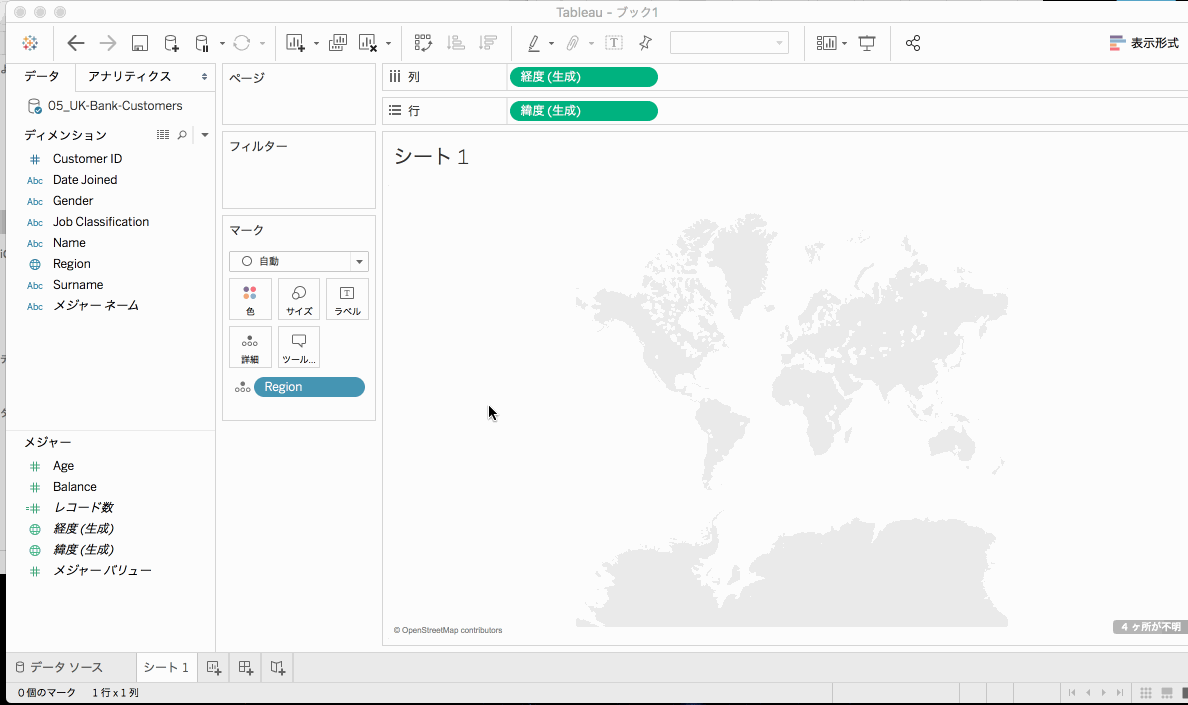 Tableau - ブック1
表示形式
データ
アナリティクス
ページ
列
経度 (生成)
05_UK-Bank-Customers
行
緯度 (生成)
ディメンション
フィルター
シート 1
Customer ID
Date Joined
Gender
Job Classification
Name
Region
Surname
メジャー ネーム
マーク
自動
色
サイズ
ラベル
詳細
ツール...
Region
メジャー
Age
Balance
レコード数
経度 (生成)
緯度 (生成)
メジャー バリュー
© OpenStreetMap contributors
4 ヶ所が不明
データ ソース
シート 1
0 個のマーク
1 行 x 1 列